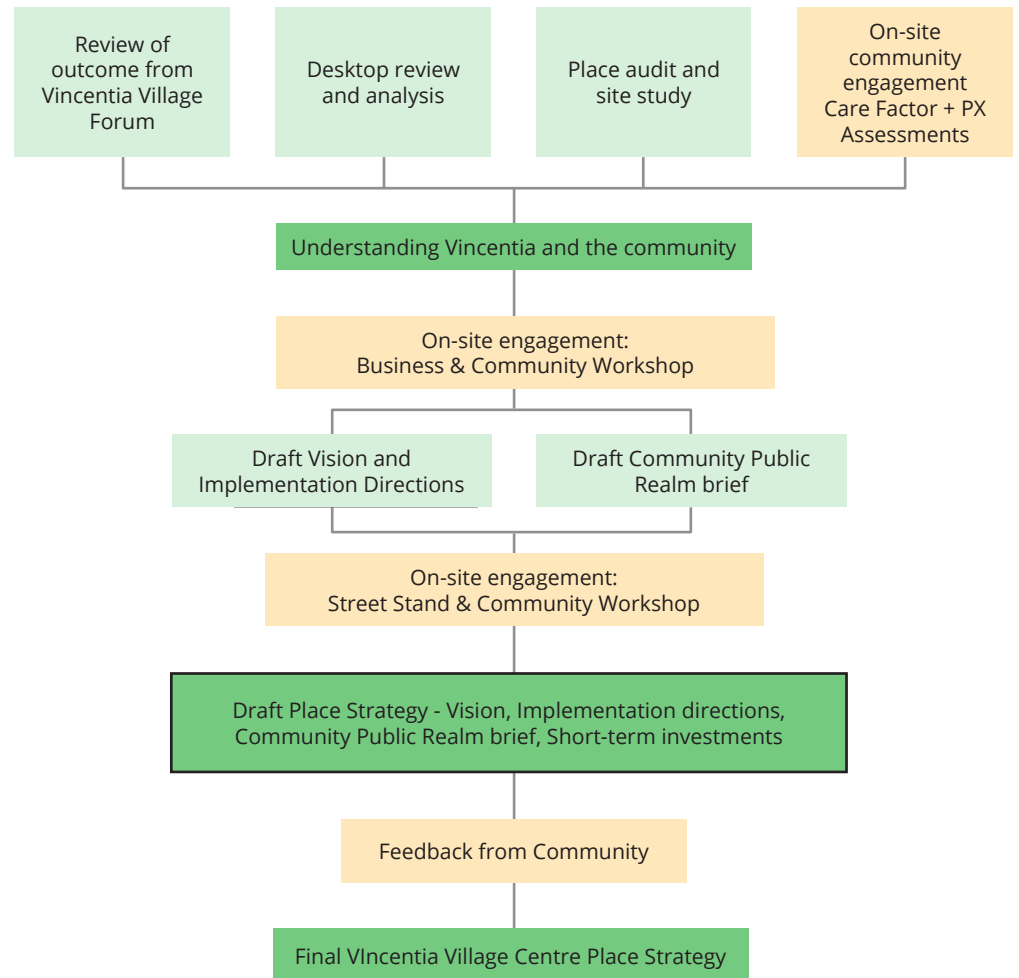 Review of
outcome from
Vincentia Village
Forum
Desktop review
and analysis
Place audit and
site study
On-site
community
engagement
Care Factor + PX
Assessments
Understanding Vincentia and the community
On-site engagement:
Business & Community Workshop
Draft Vision and
Implementation Directions
Draft Community Public
Realm brief
On-site engagement:
Street Stand & Community Workshop
Draft Place Strategy - Vision, Implementation directions,
Community Public Realm brief, Short-term investments
Feedback from Community
Final VIncentia Village Centre Place Strategy